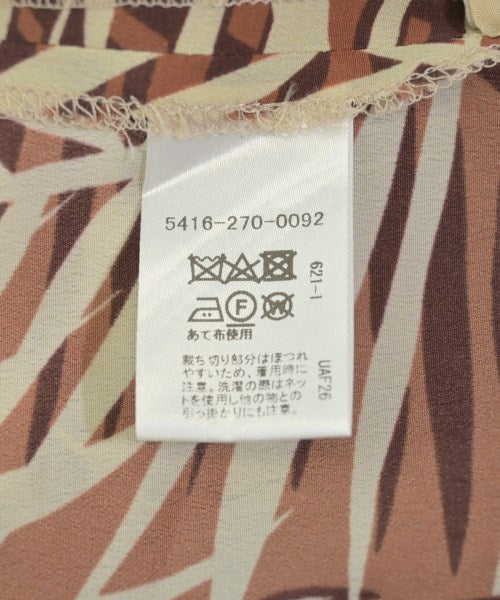 5416-270-0092
F
W
あて布使用
裁ち切り部分はほつれ
やすいため、着用時に
注意。洗濯の際はネッ
トを使用し他の物との
引っ掛かりにも注意。
621-1
UAF26